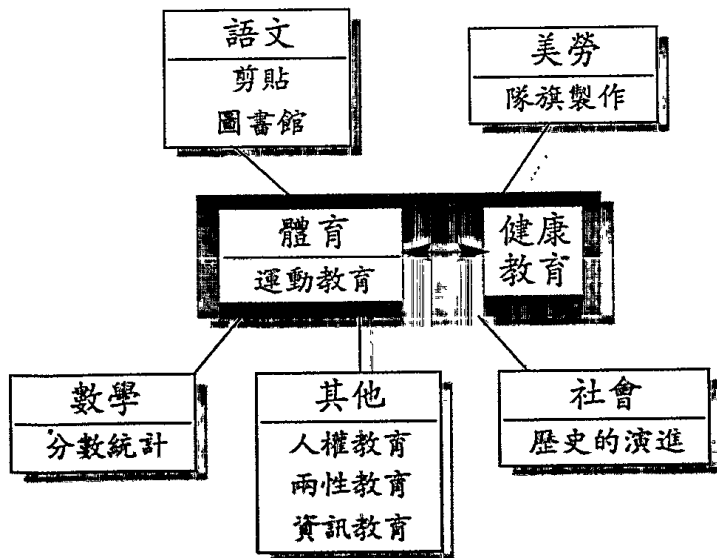 語文
剪貼
圖書館
美勞
隊旗製作
體育
運動教育
健康
教育
數學
分數統計
其他
人權教育
兩性教育
資訊教育
社會
歷史的演進